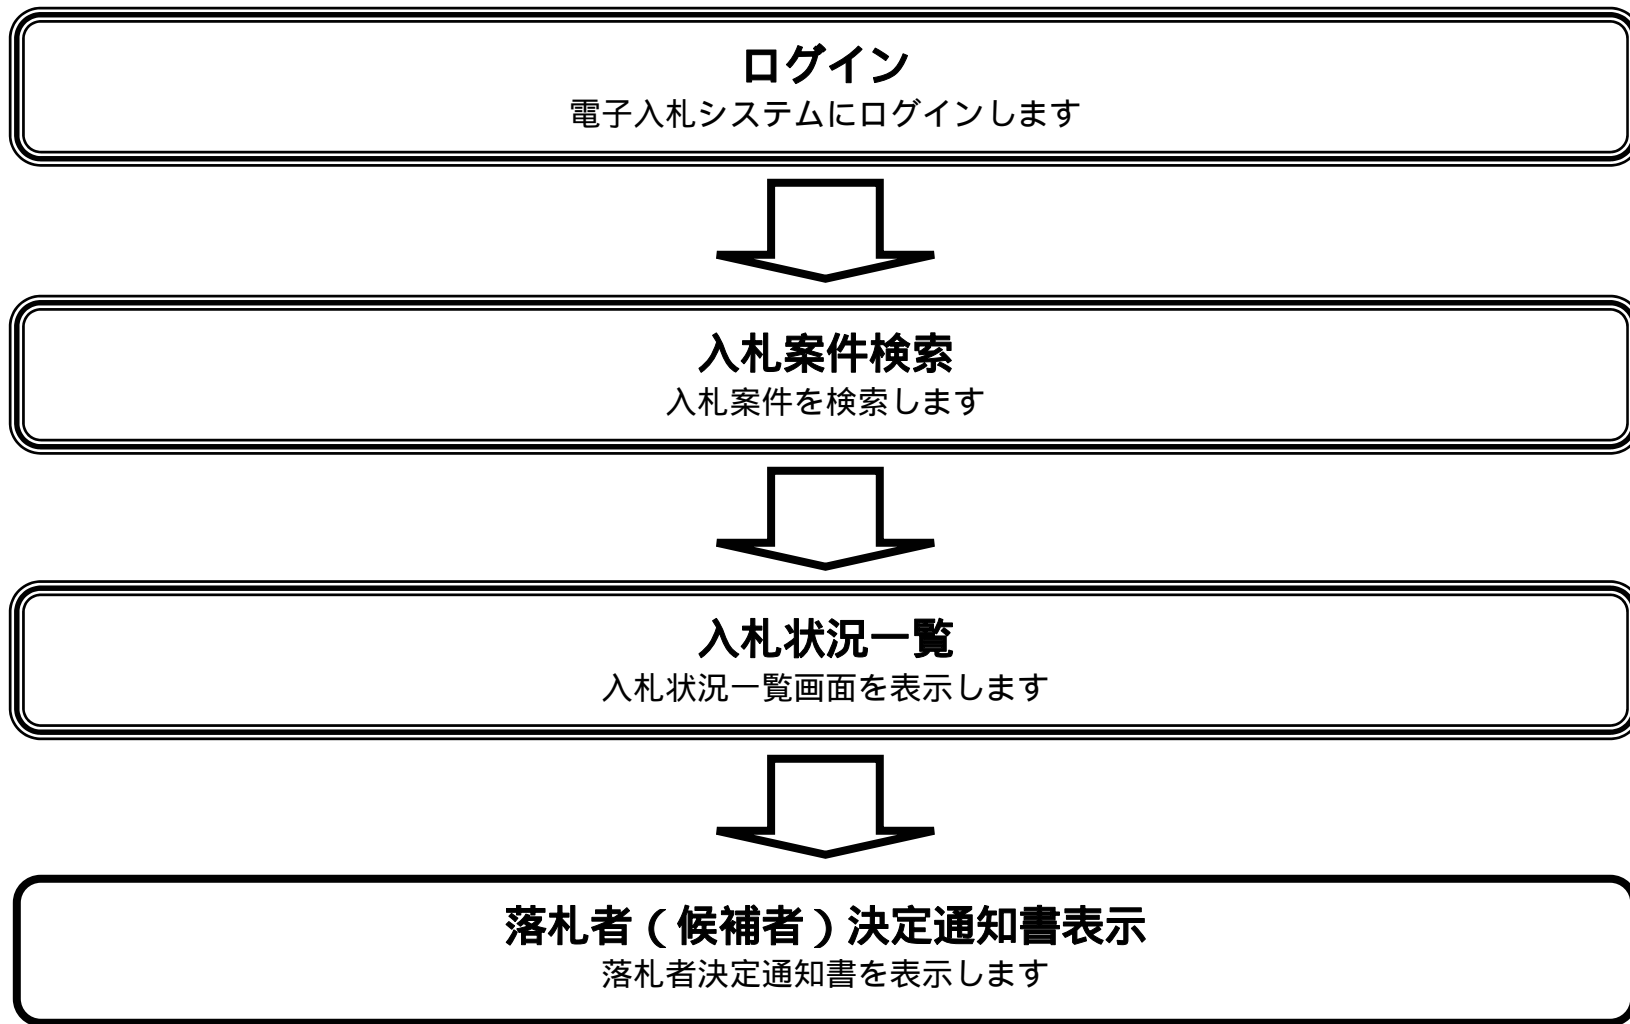 ログイン
電子入札システムにログインします
入札案件検索
入札案件を検索します
入札状況一覧
入札状況一覧画面を表示します
落札者（候補者）決定通知書表示
落札者決定通知書を表示します